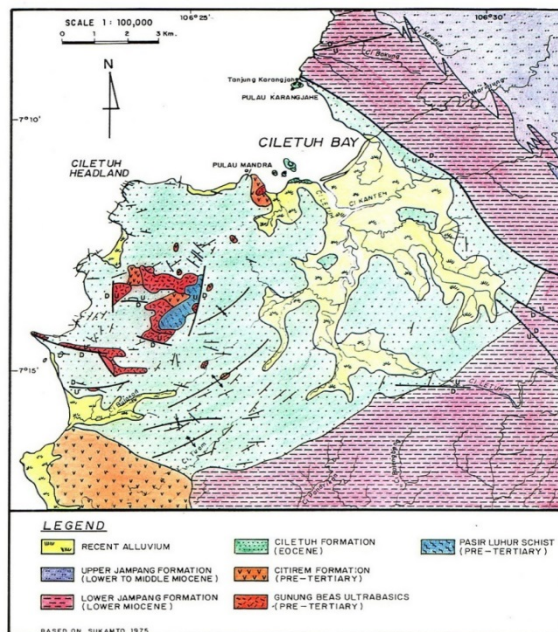 SCALE 1 : 100,000
0 1 2 3 Km.
106° 25'
106° 30'
N
Tanjung Karangjahe
PULAU KARANGJAHE
7° 10'
CILETUH BAY
CILETUH HEADLAND
PULAU MANDRA
CI KANTEH
7° 15'
LEGEND
RECENT ALLUVIUM
UPPER JAMPANG FORMATION
(LOWER TO MIDDLE MIOCENE)
LOWER JAMPANG FORMATION
(LOWER MIOCENE)
CILETUH FORMATION
(EOCENE)
CITIREM FORMATION
(PRE-TERTIARY)
GUNUNG BEAS ULTRABASICS
(PRE-TERTIARY)
PASIR LUHUR SCHIST
(PRE-TERTIARY)
BASED ON SUKAMTO 1975